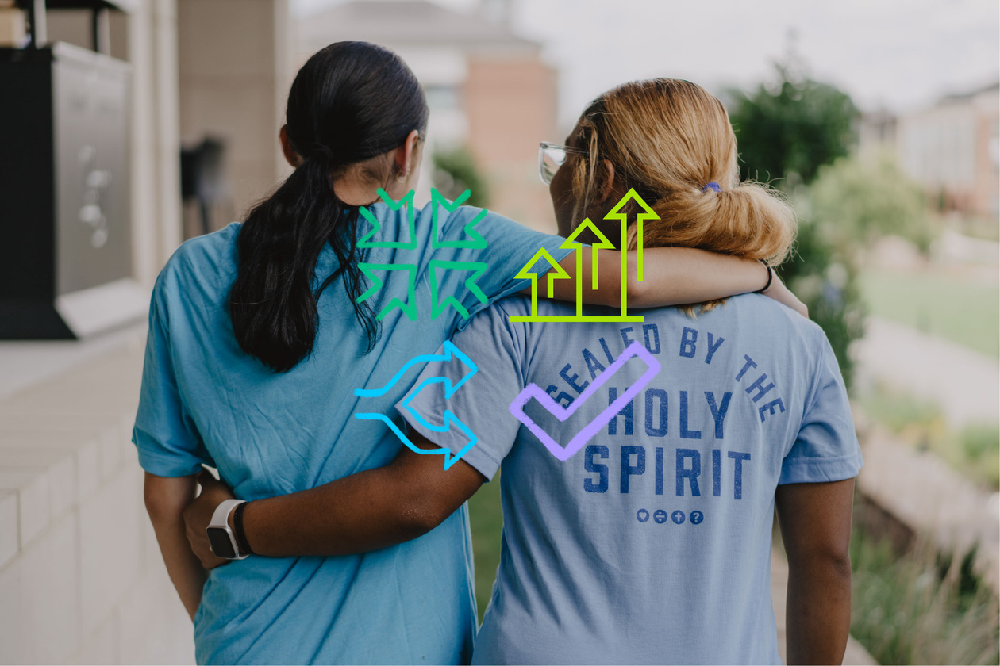 SEALED BY THE
HOLY
SPIRIT
?